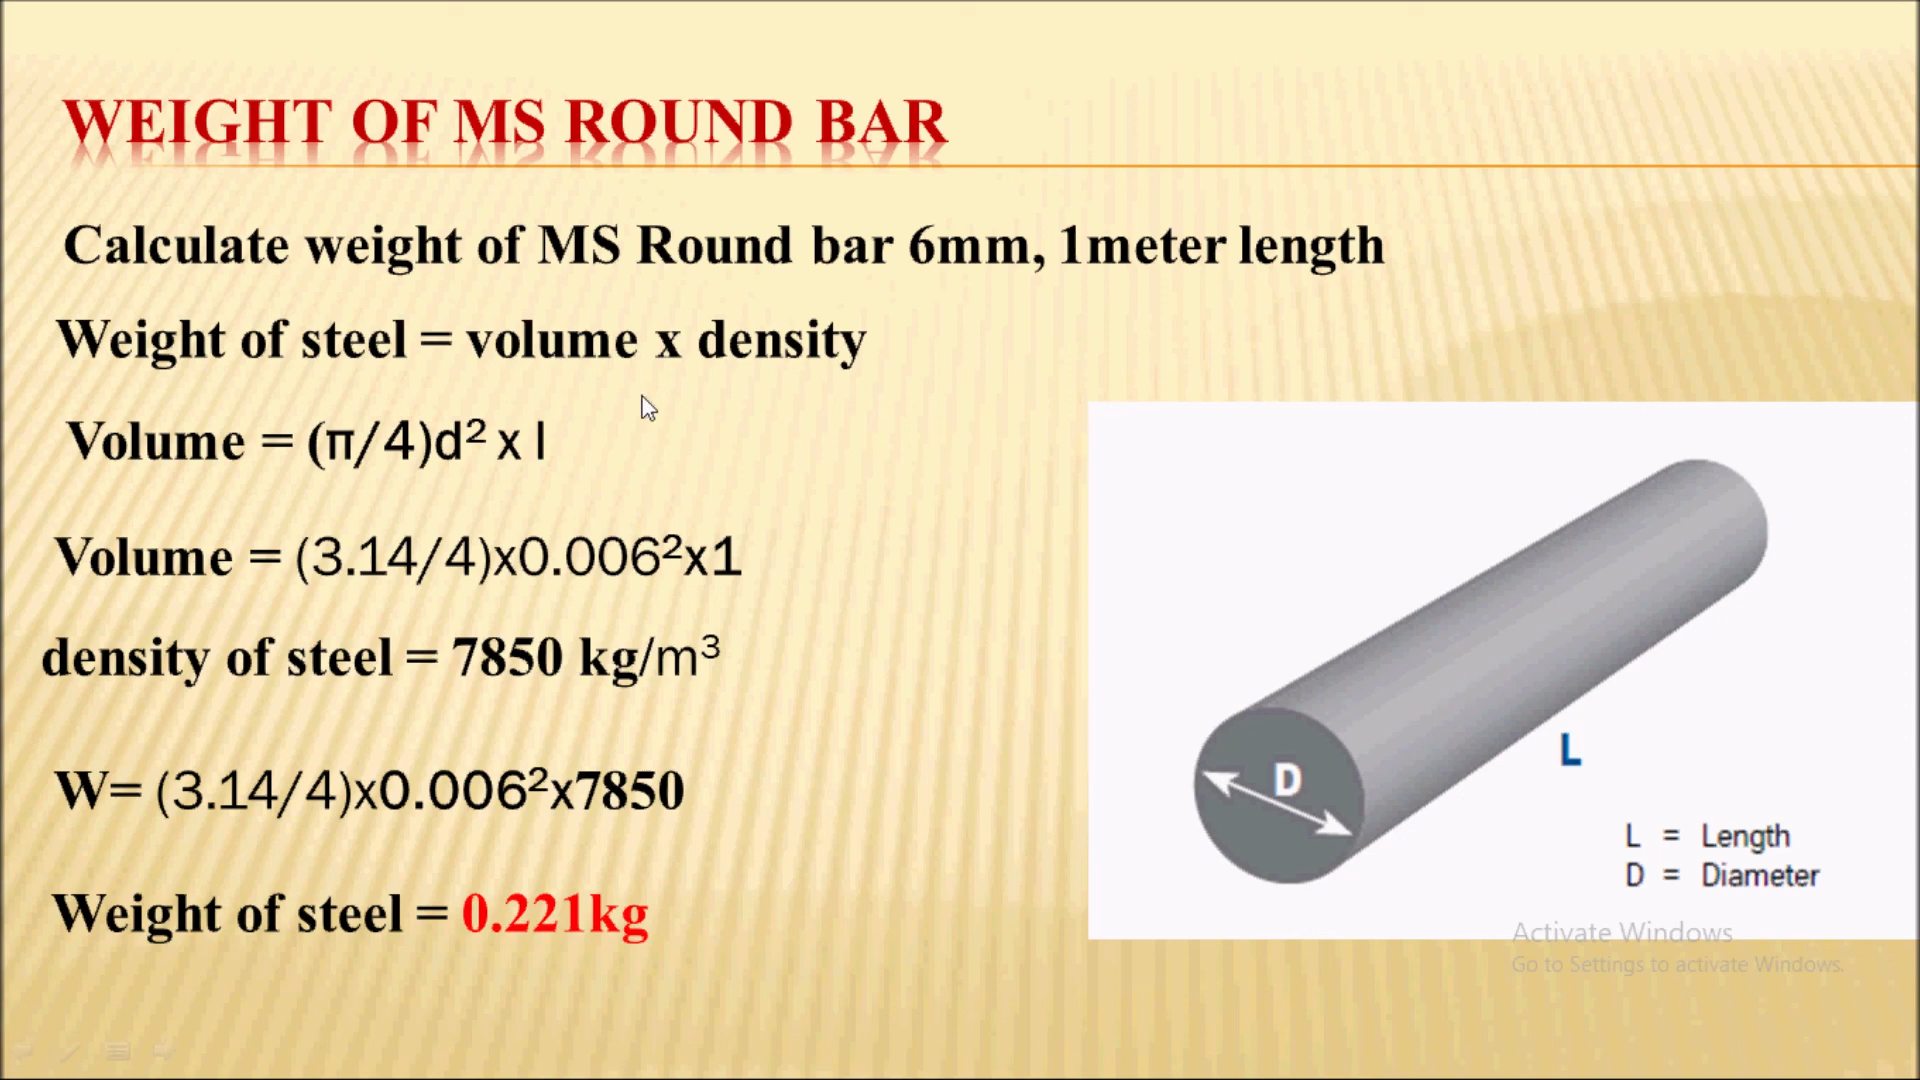 WEIGHT OF MS ROUND BAR
Calculate weight of MS Round bar 6mm, 1meter length
Weight of steel = volume x density
Volume = (π/4)d² x l
Volume = (3.14/4)x0.006²x1
density of steel = 7850 kg/m³
W= (3.14/4)x0.006²x7850
Weight of steel = 0.221kg
D
L
L = Length
D = Diameter
Activate Windows
Go to Settings to activate Windows.